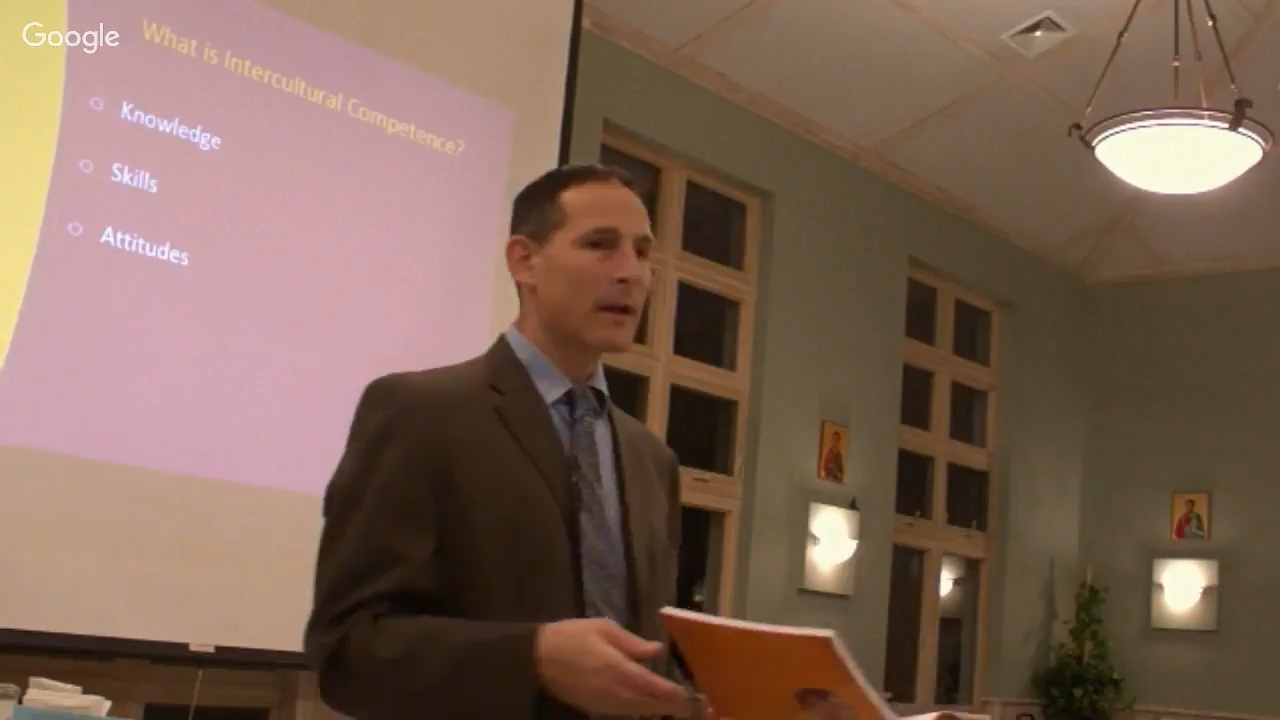 Google
What is Intercultural Competence?
Knowledge
Skills
Attitudes